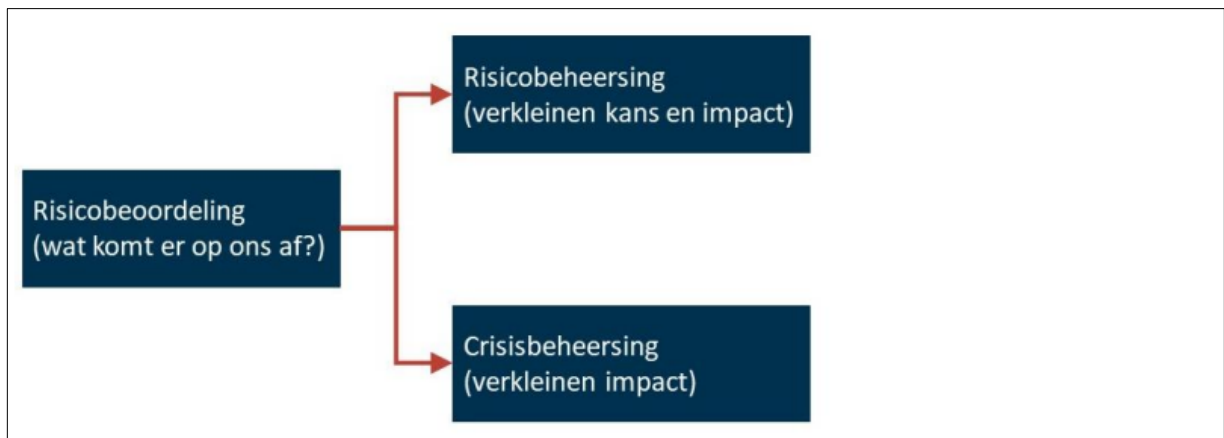 Risicobeheersing
(verkleinen kans en impact)
Risicobeoordeling
(wat komt er op ons af?)
Crisisbeheersing
(verkleinen impact)